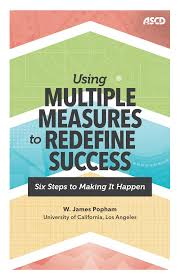 ASCD
Using
MULTIPLE
MEASURES
to REDEFINE
SUCCESS
Six Steps to Making It Happen
W. James Popham
University of California, Los Angeles